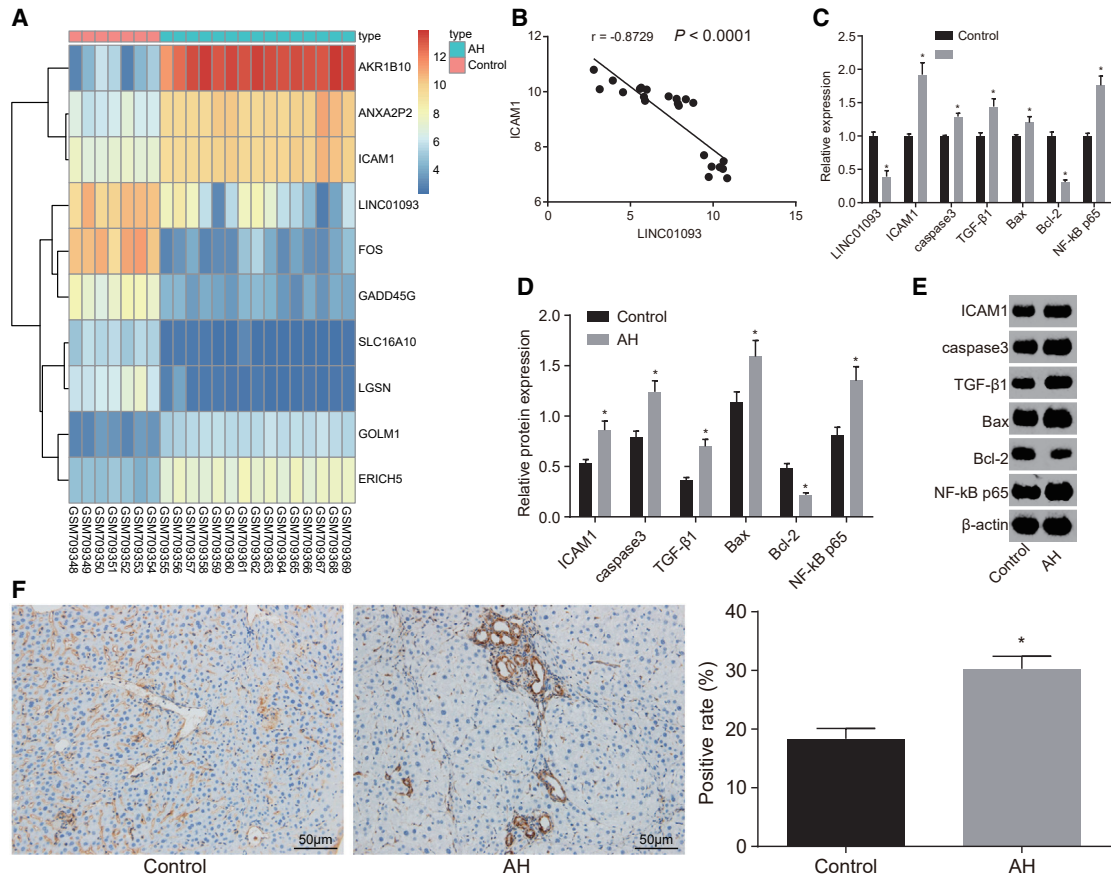 A
type
AKR1B10
ANXA2P2
ICAM1
LINC01093
FOS
GADD45G
SLC16A10
LGSN
GOLM1
ERICH5
GSM709348
GSM709349
GSM709350
GSM709351
GSM709352
GSM709353
GSM709354
GSM709355
GSM709356
GSM709357
GSM709358
GSM709359
GSM709360
GSM709361
GSM709362
GSM709363
GSM709364
GSM709365
GSM709366
GSM709367
GSM709368
GSM709369
type
AH
Control
12
10
8
6
4
B
r = -0.8729 P < 0.0001
ICAM1
12
10
8
6
0 5 10 15
LINC01093
C
Control
Relative expression
2.5
2.0
1.5
1.0
0.5
0.0
* * * * * * *
LINC01093
ICAM1
caspase3
TGF-β1
Bax
Bcl-2
NF-kB p65
D
Control
AH
Relative protein expression
2.0
1.5
1.0
0.5
0.0
* * * * * *
ICAM1
caspase3
TGF-β1
Bax
Bcl-2
NF-kB p65
E
ICAM1
caspase3
TGF-β1
Bax
Bcl-2
NF-kB p65
β-actin
Control AH
F
50μm
Control
50μm
AH
Positive rate (%)
40
30
20
10
0
*
Control AH